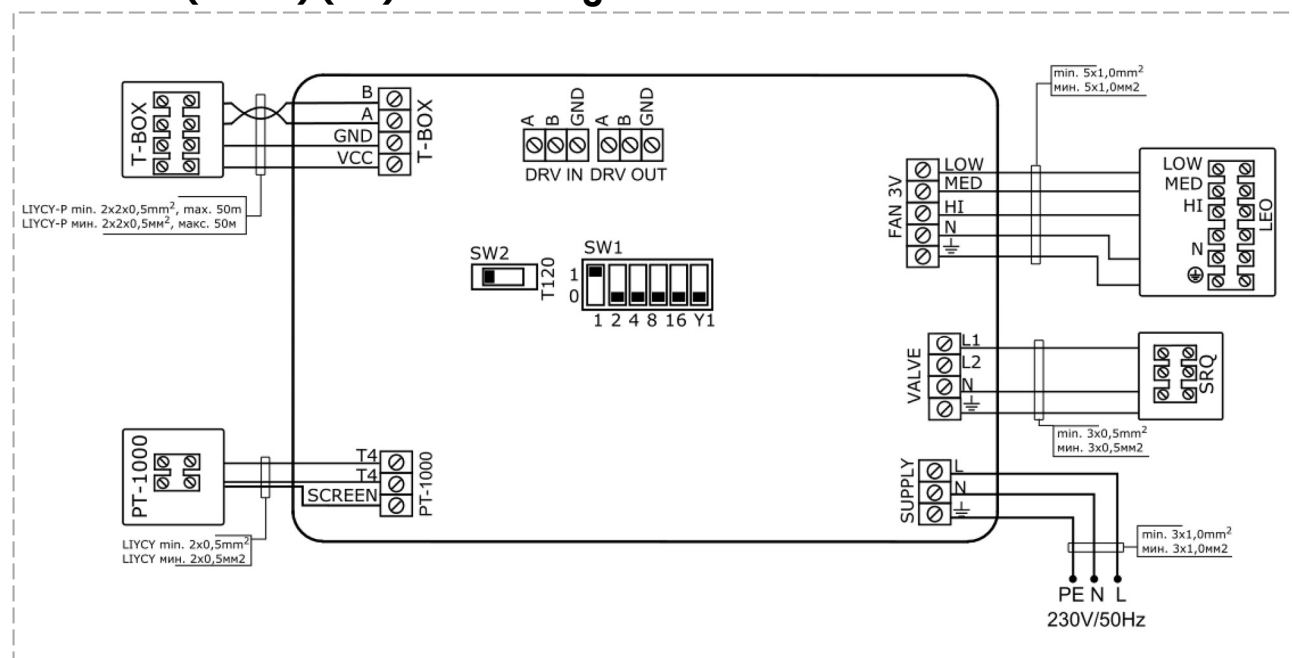 T-BOX
B
A
GND
VCC
T-BOX
LIYCY-P min. 2x2x0,5mm², max. 50m
LIYCY-P мин. 2x2x0,5мм², макс. 50м
A
B
GND
A
B
GND
DRV IN DRV OUT
SW2
T120
SW1
1
0
1 2 4 8 16 Y1
PT-1000
T4
T4
SCREEN
PT-1000
LIYCY min. 2x0,5mm²
LIYCY мин. 2x0,5мм2
FAN 3V
LOW
MED
HI
N
min. 5x1,0mm²
мин. 5x1,0мм2
LOW
MED
HI
N
LEO
VALVE
L1
L2
N
SRQ
min. 3x0,5mm²
мин. 3x0,5мм2
SUPPLY
L
N
min. 3x1,0mm²
мин. 3x1,0мм2
PE N L
230V/50Hz